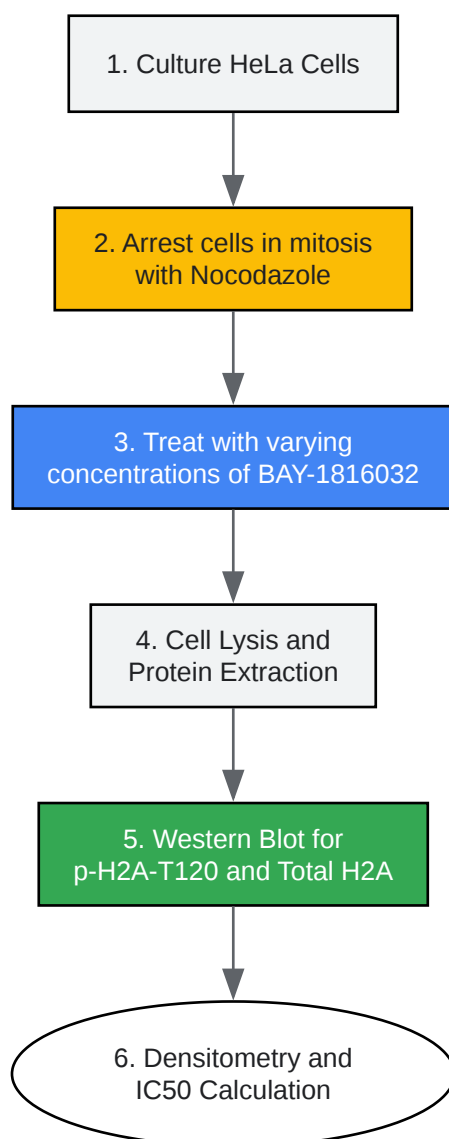 1. Culture HeLa Cells
2. Arrest cells in mitosis
with Nocodazole
3. Treat with varying
concentrations of BAY-1816032
4. Cell Lysis and
Protein Extraction
5. Western Blot for
p-H2A-T120 and Total H2A
6. Densitometry and
IC50 Calculation